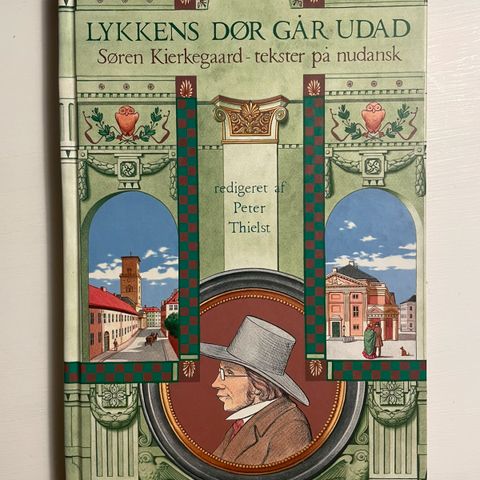 LYKKENS DØR GÅR UDAD
Søren Kierkegaard - tekster på nudansk
redigeret af
Peter
Thielst